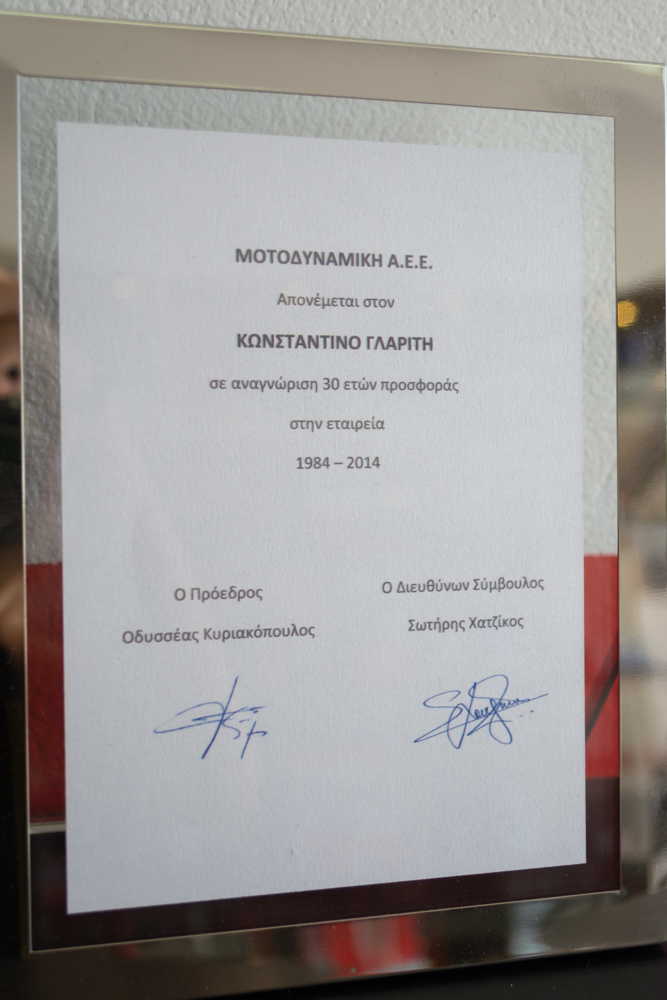 ΜΟΤΟΔΥΝΑΜΙΚΗ Α.Ε.Ε.
Απονέμεται στον
ΚΩΝΣΤΑΝΤΙΝΟ ΓΛΑΡΙΤΗ
σε αναγνώριση 30 ετών προσφοράς
στην εταιρεία
1984 – 2014
Ο Πρόεδρος
Οδυσσέας Κυριακόπουλος
Ο Διευθύνων Σύμβουλος
Σωτήρης Χατζίκος